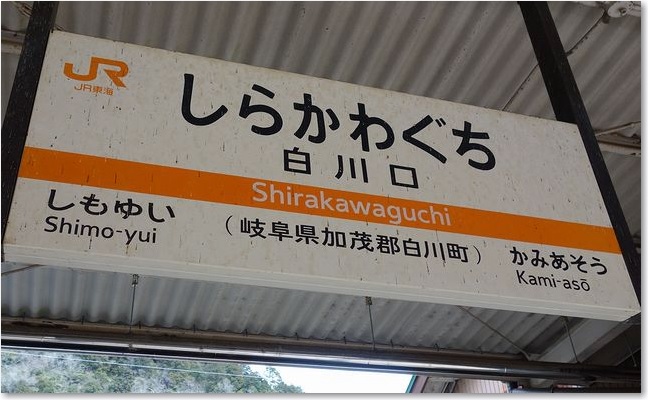 JR
JR東海
しらかわぐち
白川口
Shirakawaguchi
しもゆい
Shimo-yui
（岐阜県加茂郡白川町）
かみあそう
Kami-asō